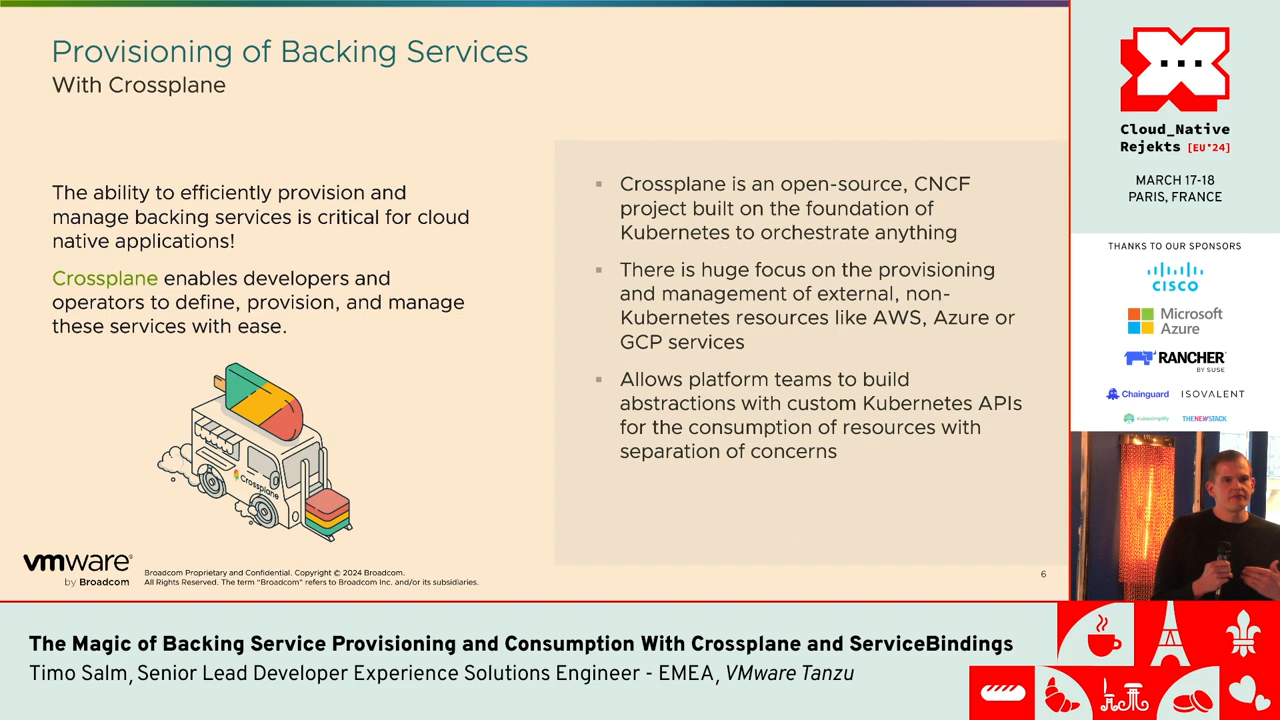 Provisioning of Backing Services
With Crossplane
The ability to efficiently provision and
manage backing services is critical for cloud
native applications!
Crossplane enables developers and
operators to define, provision, and manage
these services with ease.
Crossplane
▪ Crossplane is an open-source, CNCF
project built on the foundation of
Kubernetes to orchestrate anything
▪ There is huge focus on the provisioning
and management of external, non-
Kubernetes resources like AWS, Azure or
GCP services
▪ Allows platform teams to build
abstractions with custom Kubernetes APIs
for the consumption of resources with
separation of concerns
vmware®
by Broadcom
Broadcom Proprietary and Confidential. Copyright © 2024 Broadcom.
All Rights Reserved. The term “Broadcom” refers to Broadcom Inc. and/or its subsidiaries.
6
Cloud_Native
Rejekts [EU'24]
MARCH 17-18
PARIS, FRANCE
THANKS TO OUR SPONSORS
CISCO
Microsoft
Azure
RANCHER
BY SUSE
Chainguard
ISOVALENT
kubesimplify
THENEWSTACK
The Magic of Backing Service Provisioning and Consumption With Crossplane and ServiceBindings
Timo Salm, Senior Lead Developer Experience Solutions Engineer - EMEA, VMware Tanzu